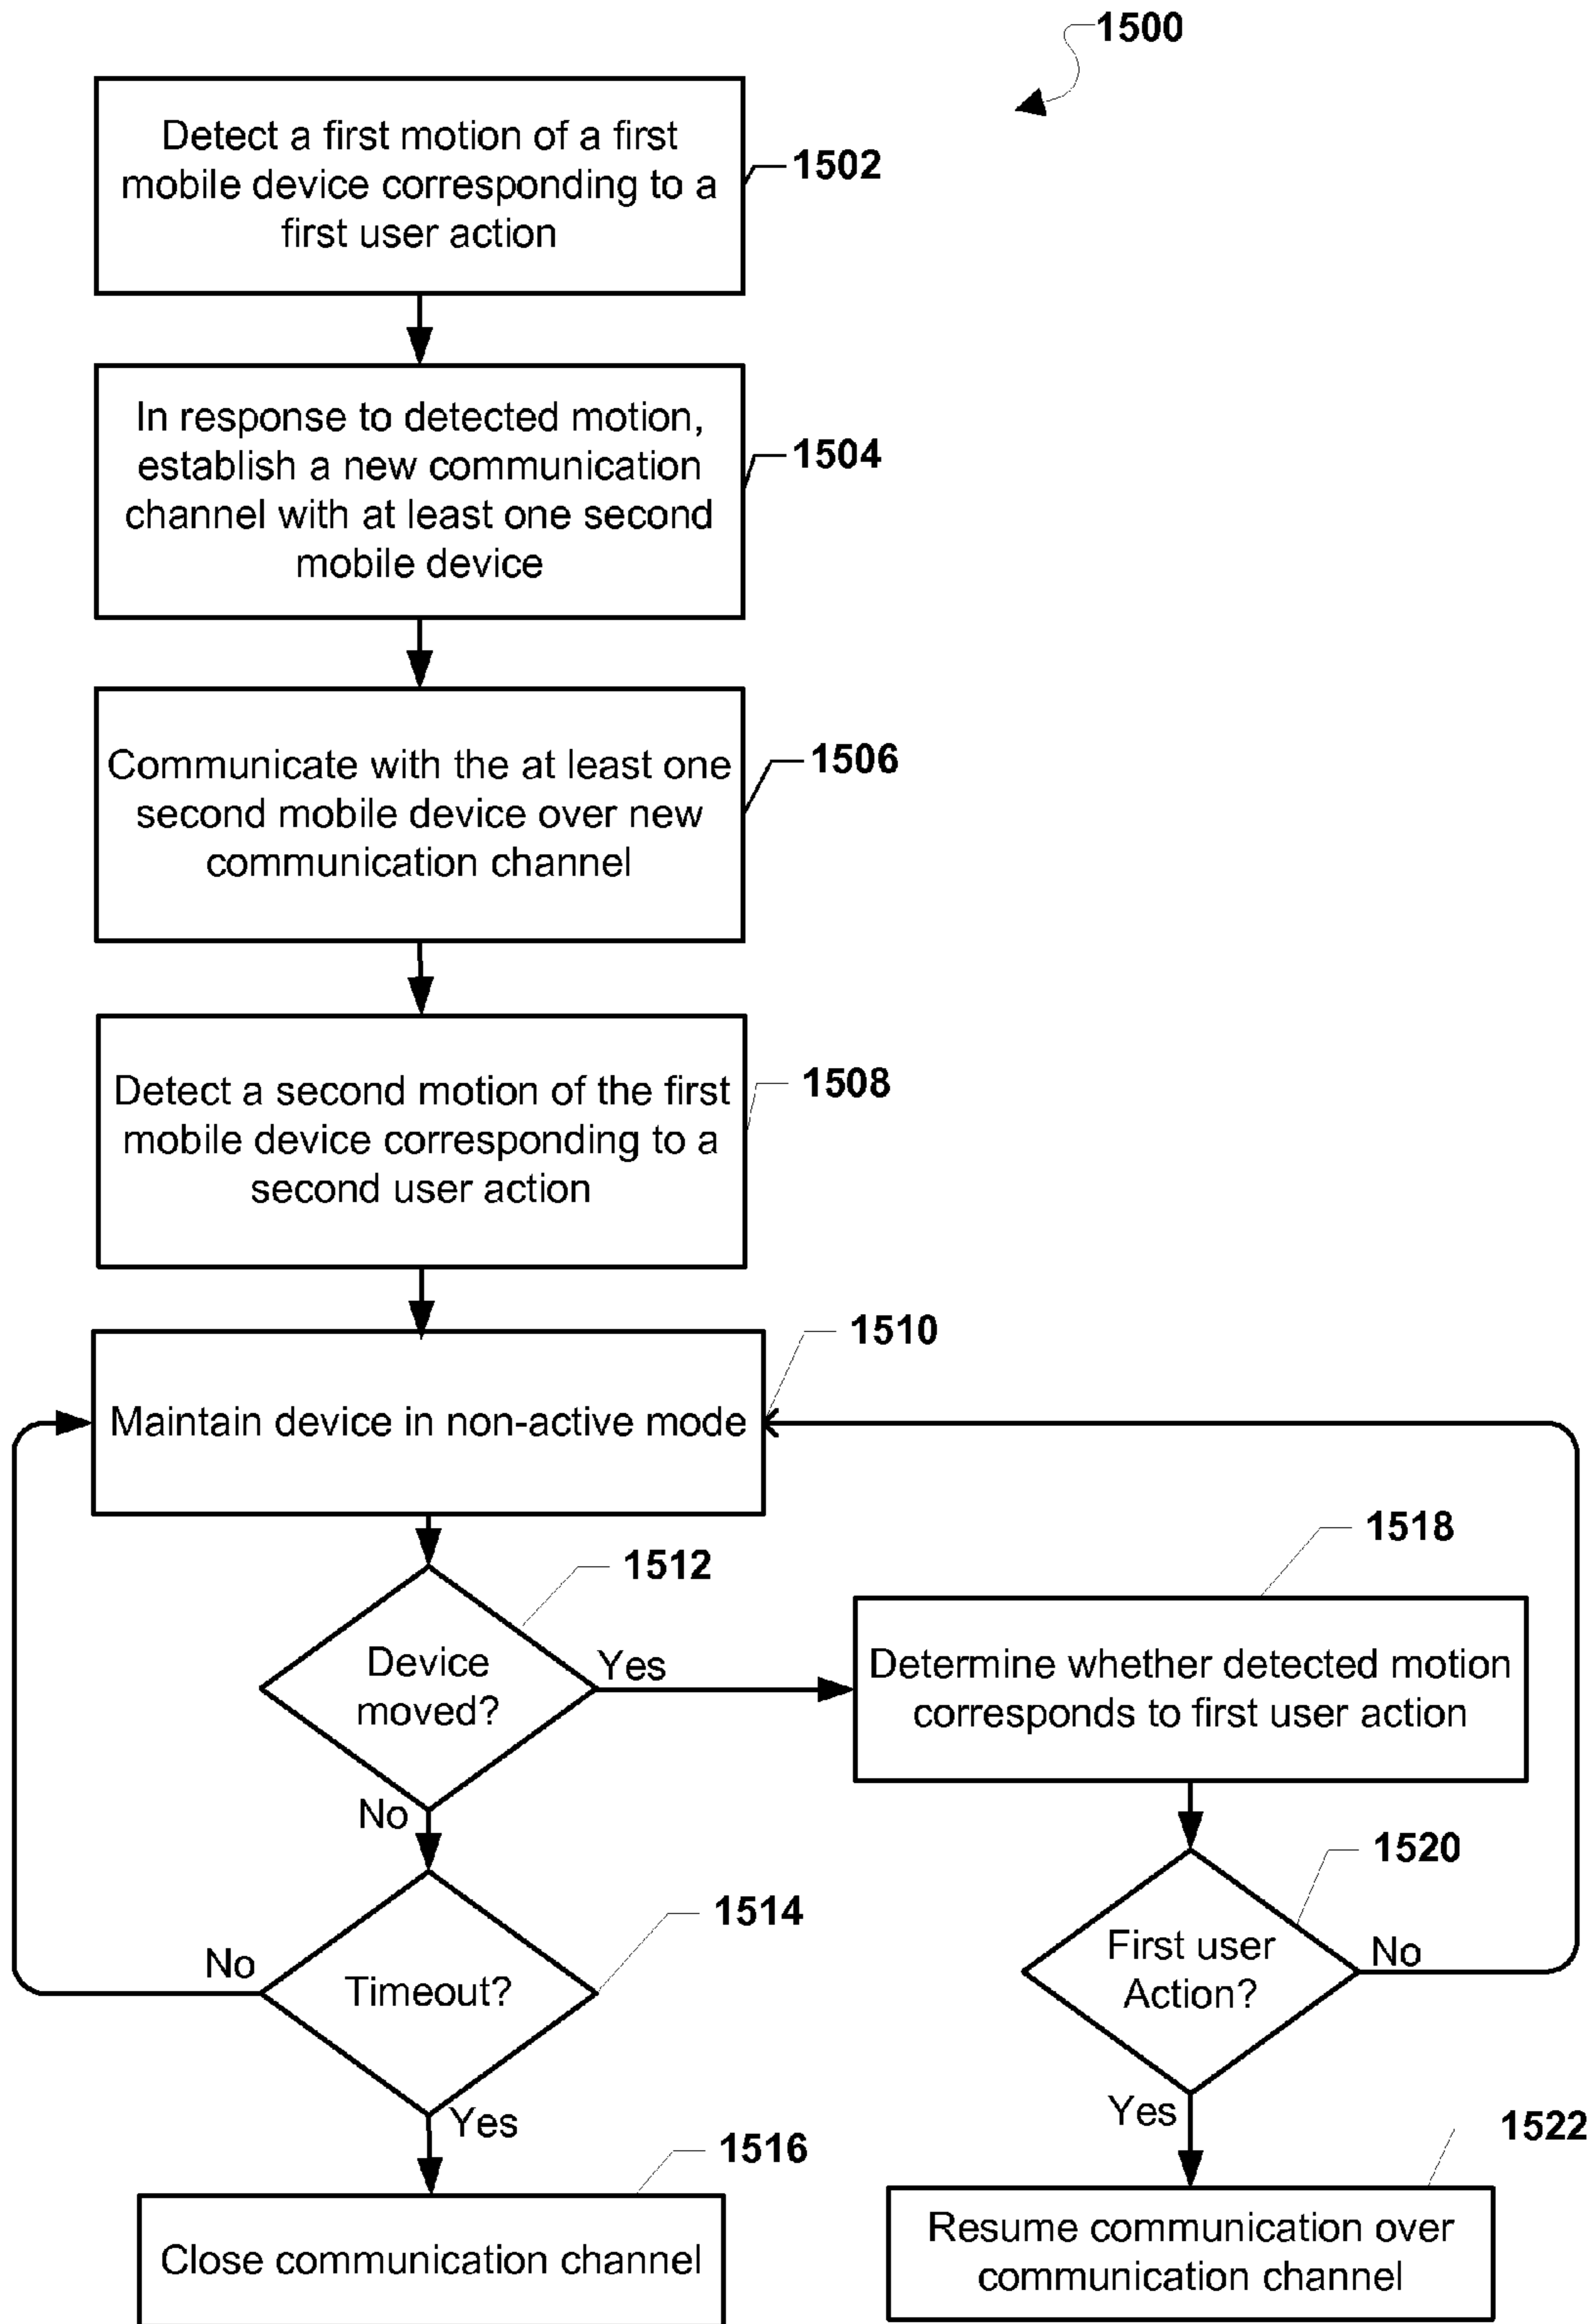 1500
Detect a first motion of a first
mobile device corresponding to a
first user action
1502
In response to detected motion,
establish a new communication
channel with at least one second
mobile device
1504
Communicate with the at least one
second mobile device over new
communication channel
1506
Detect a second motion of the first
mobile device corresponding to a
second user action
1508
Maintain device in non-active mode
1510
Device
moved?
1512
Yes
No
Determine whether detected motion
corresponds to first user action
1518
Timeout?
1514
No
Yes
First user
Action?
1520
No
Yes
Close communication channel
1516
Resume communication over
communication channel
1522